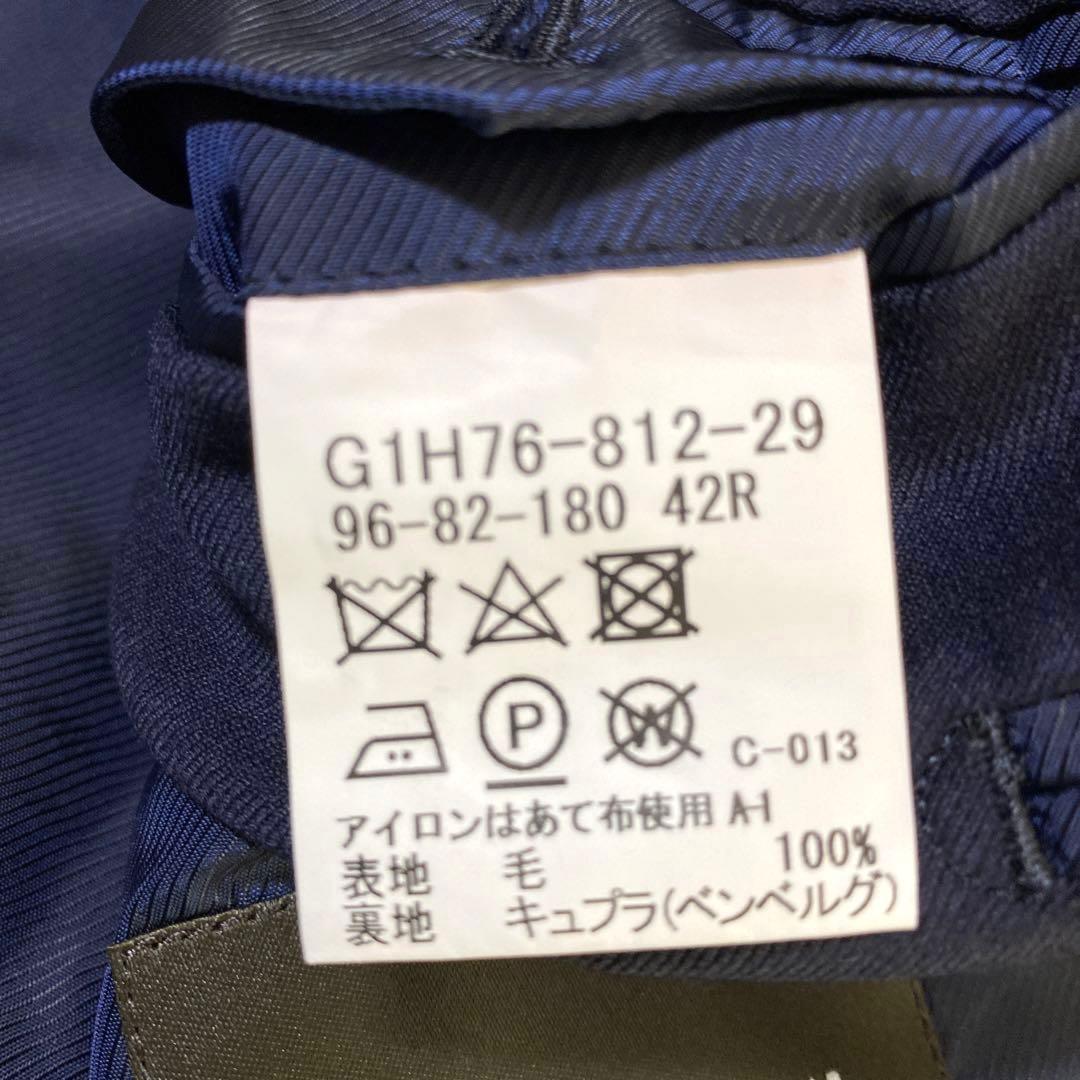 G1H76-812-29
96-82-180 42R
P W C-013
アイロンはあて布使用 A-1
表地 毛 100%
裏地 キュプラ(ベンベルグ)